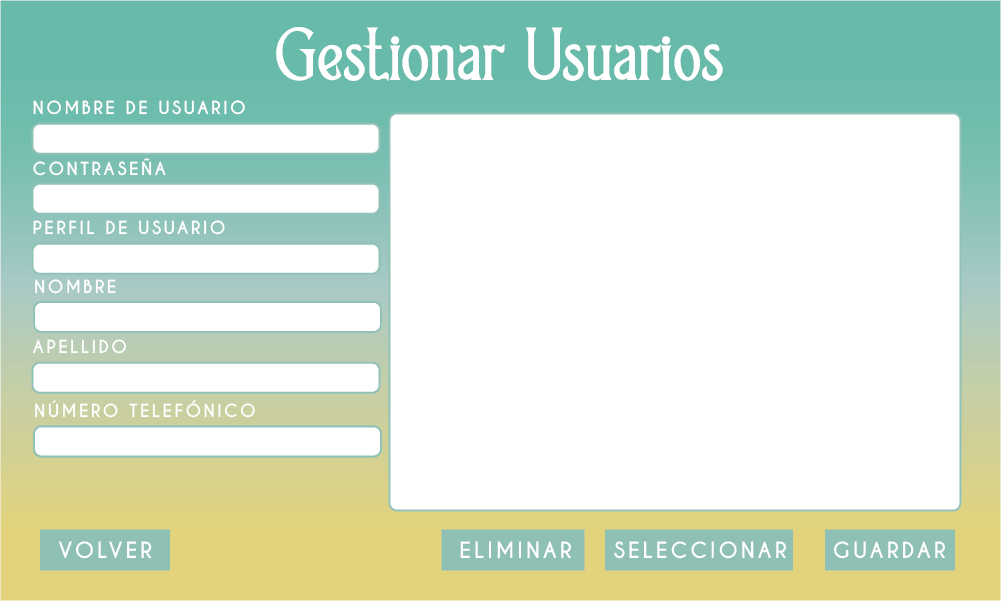 Gestionar Usuarios
NOMBRE DE USUARIO
CONTRASEÑA
PERFIL DE USUARIO
NOMBRE
APELLIDO
NÚMERO TELEFÓNICO
VOLVER ELIMINAR SELECCIONAR GUARDAR